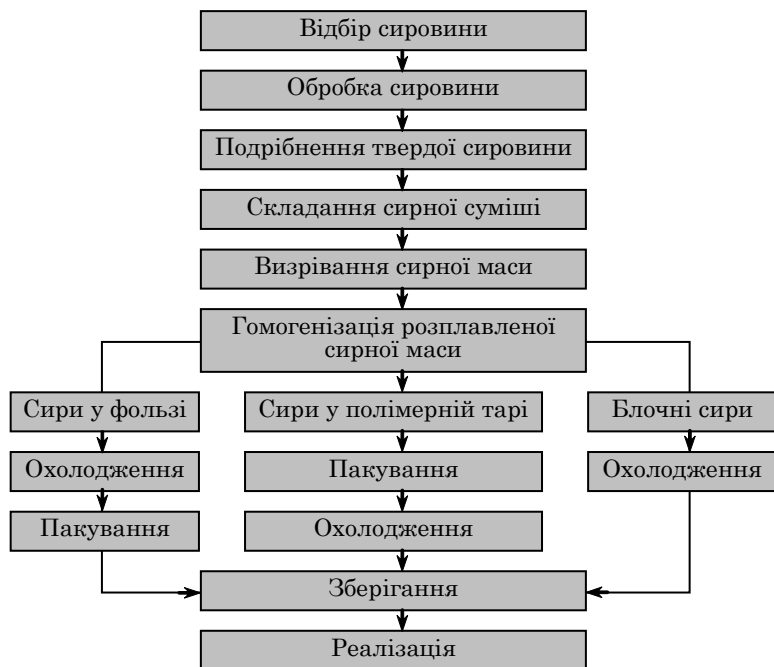 Відбір сировини
Обробка сировини
Подрібнення твердої сировини
Складання сирної суміші
Визрівання сирної маси
Гомогенізація розплавленої
сирної маси
Сири у фользі
Сири у полімерній тарі
Блочні сири
Охолодження
Пакування
Охолодження
Пакування
Охолодження
Зберігання
Реалізація